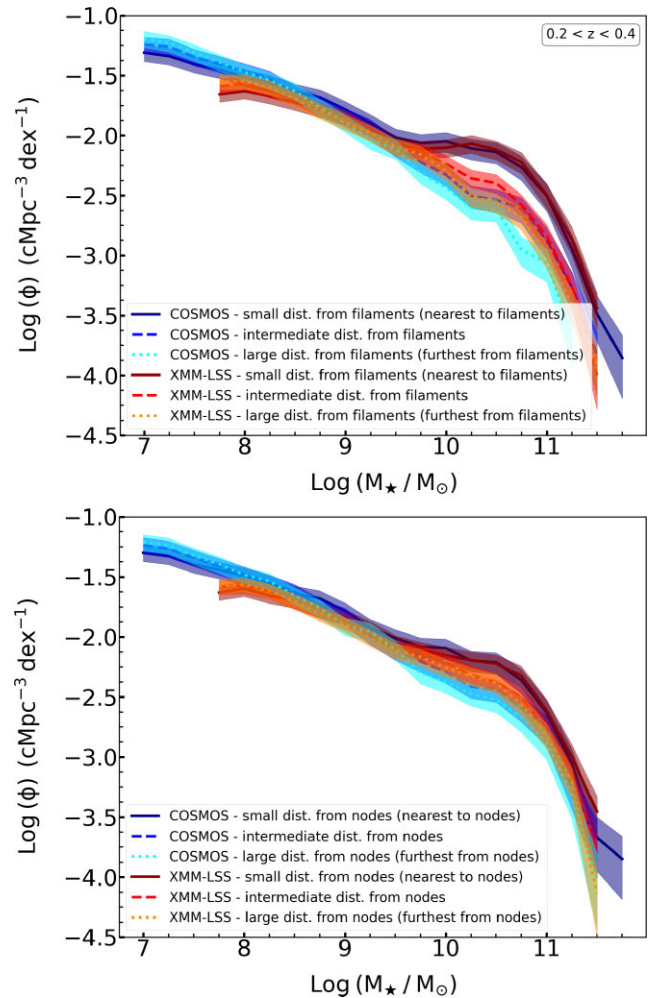 −1.0
0.2 < z < 0.4
−1.5
−2.0
−2.5
−3.0
−3.5
−4.0
−4.5
Log (ϕ) (cMpc⁻³ dex⁻¹)
COSMOS - small dist. from filaments (nearest to filaments)
COSMOS - intermediate dist. from filaments
COSMOS - large dist. from filaments (furthest from filaments)
XMM-LSS - small dist. from filaments (nearest to filaments)
XMM-LSS - intermediate dist. from filaments
XMM-LSS - large dist. from filaments (furthest from filaments)
7 8 9 10 11
Log (M★ / M⊙)
−1.0
−1.5
−2.0
−2.5
−3.0
−3.5
−4.0
−4.5
Log (ϕ) (cMpc⁻³ dex⁻¹)
COSMOS - small dist. from nodes (nearest to nodes)
COSMOS - intermediate dist. from nodes
COSMOS - large dist. from nodes (furthest from nodes)
XMM-LSS - small dist. from nodes (nearest to nodes)
XMM-LSS - intermediate dist. from nodes
XMM-LSS - large dist. from nodes (furthest from nodes)
7 8 9 10 11
Log (M★ / M⊙)